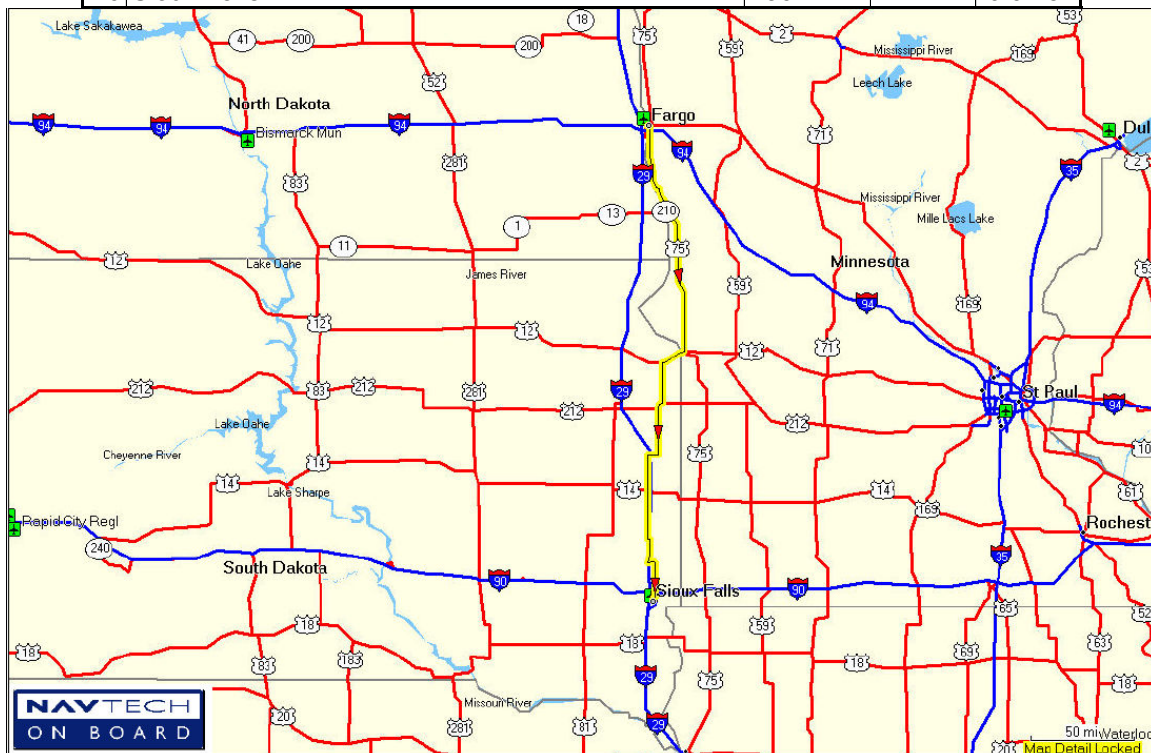 Lake Sakakawea
41
200
200
18
75
59
2
169
53
Mississippi River
Leech Lake
52
North Dakota
94
94
94
Bismarck Mun
Fargo
71
94
Dul
2
281
83
29
35
Mississippi River
Mille Lacs Lake
210
13
1
11
75
12
Lake Oahe
James River
Minnesota
53
59
94
169
12
12
12
71
29
212
83
212
281
212
St Paul
94
212
Lake Oahe
Cheyenne River
75
10
14
14
Lake Sharpe
14
14
61
169
Rapid City Regl
Rochest
240
South Dakota
90
35
Sioux Falls
90
65
52
18
18
18
59
69
63
83
183
18
18
29
75
Missouri River
20
281
81
29
50 mi
Waterloo
20
Map Detail Locked
NAVTECH
ON BOARD